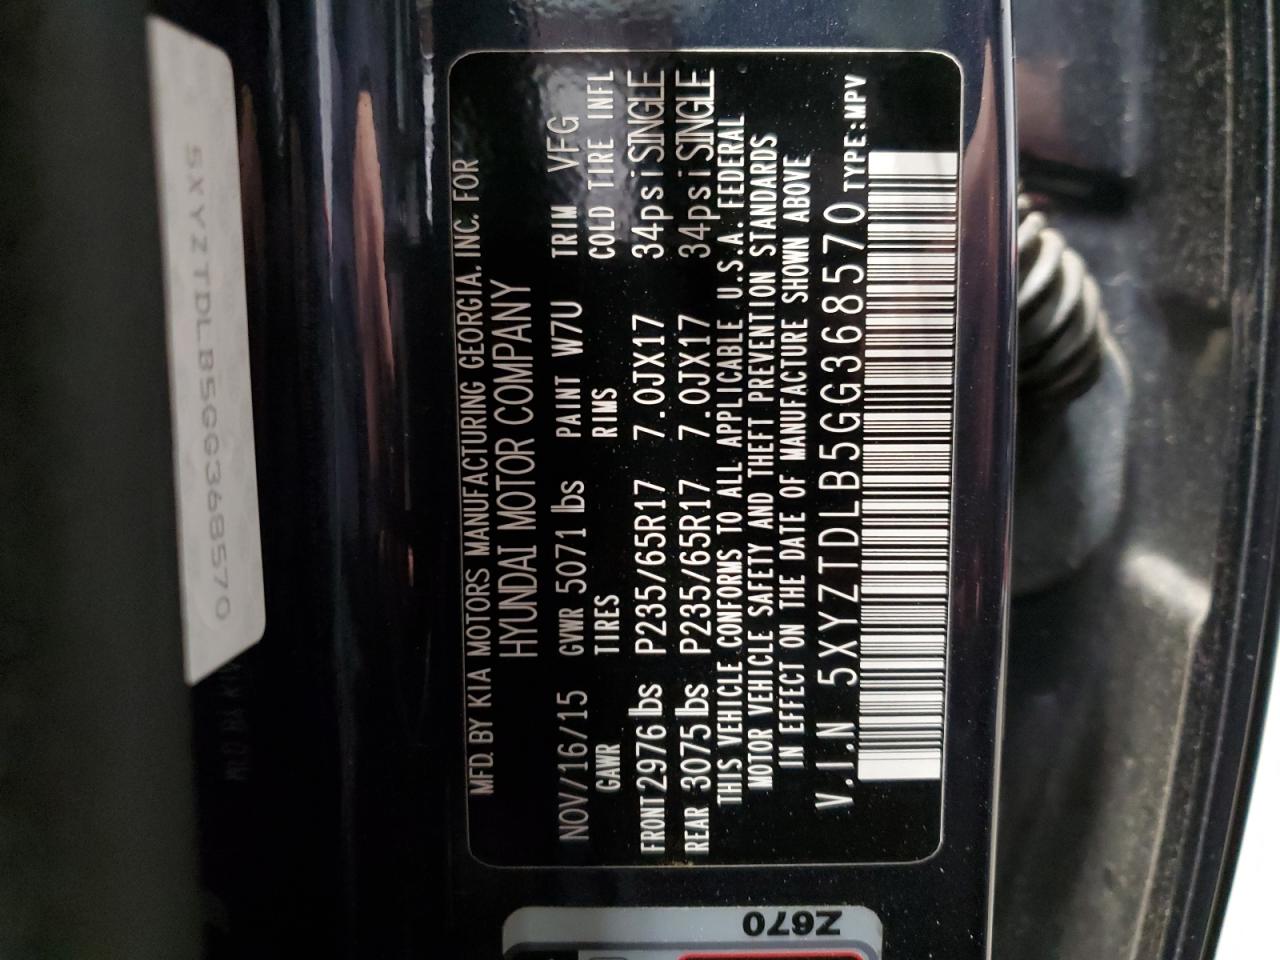 MFD. BY KIA MOTORS MANUFACTURING GEORGIA, INC. FOR
HYUNDAI MOTOR COMPANY
NOV/16/15 GVWR 5071 lbs PAINT W7U TRIM VFG
GAWR TIRES RIMS COLD TIRE INFL
FRONT 2976 lbs P235/65R17 7.0JX17 34psi SINGLE
REAR 3075 lbs P235/65R17 7.0JX17 34psi SINGLE
THIS VEHICLE CONFORMS TO ALL APPLICABLE U.S.A. FEDERAL
MOTOR VEHICLE SAFETY AND THEFT PREVENTION STANDARDS
IN EFFECT ON THE DATE OF MANUFACTURE SHOWN ABOVE
V.I.N 5XYZTDLB5GG368570 TYPE:MPV
5XYZTDLB5GG368570
Z670